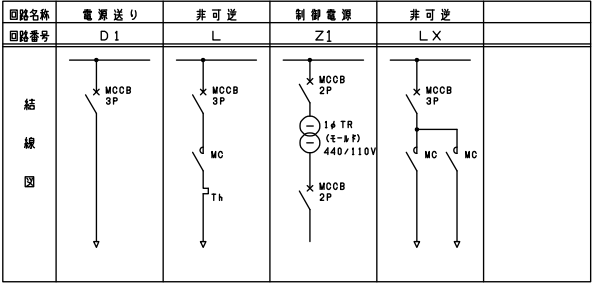 回路名称 電源送り 非可逆 制御電源 非可逆
回路番号 D1 L Z1 LX
結線図
MCCB
3P
MCCB
3P
MC
Th
MCCB
2P
1φ TR
(モールド)
440/110V
MCCB
2P
MCCB
3P
MC MC